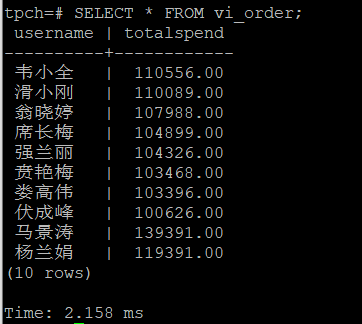 tpch=# SELECT * FROM vi_order;
username | totalspend
----------+------------
韦小全 | 110556.00
滑小刚 | 110089.00
翁晓婷 | 107988.00
席长梅 | 104899.00
强兰丽 | 104326.00
贲艳梅 | 103468.00
娄高伟 | 103396.00
伏成峰 | 100626.00
马景涛 | 139391.00
杨兰娟 | 119391.00
(10 rows)
Time: 2.158 ms